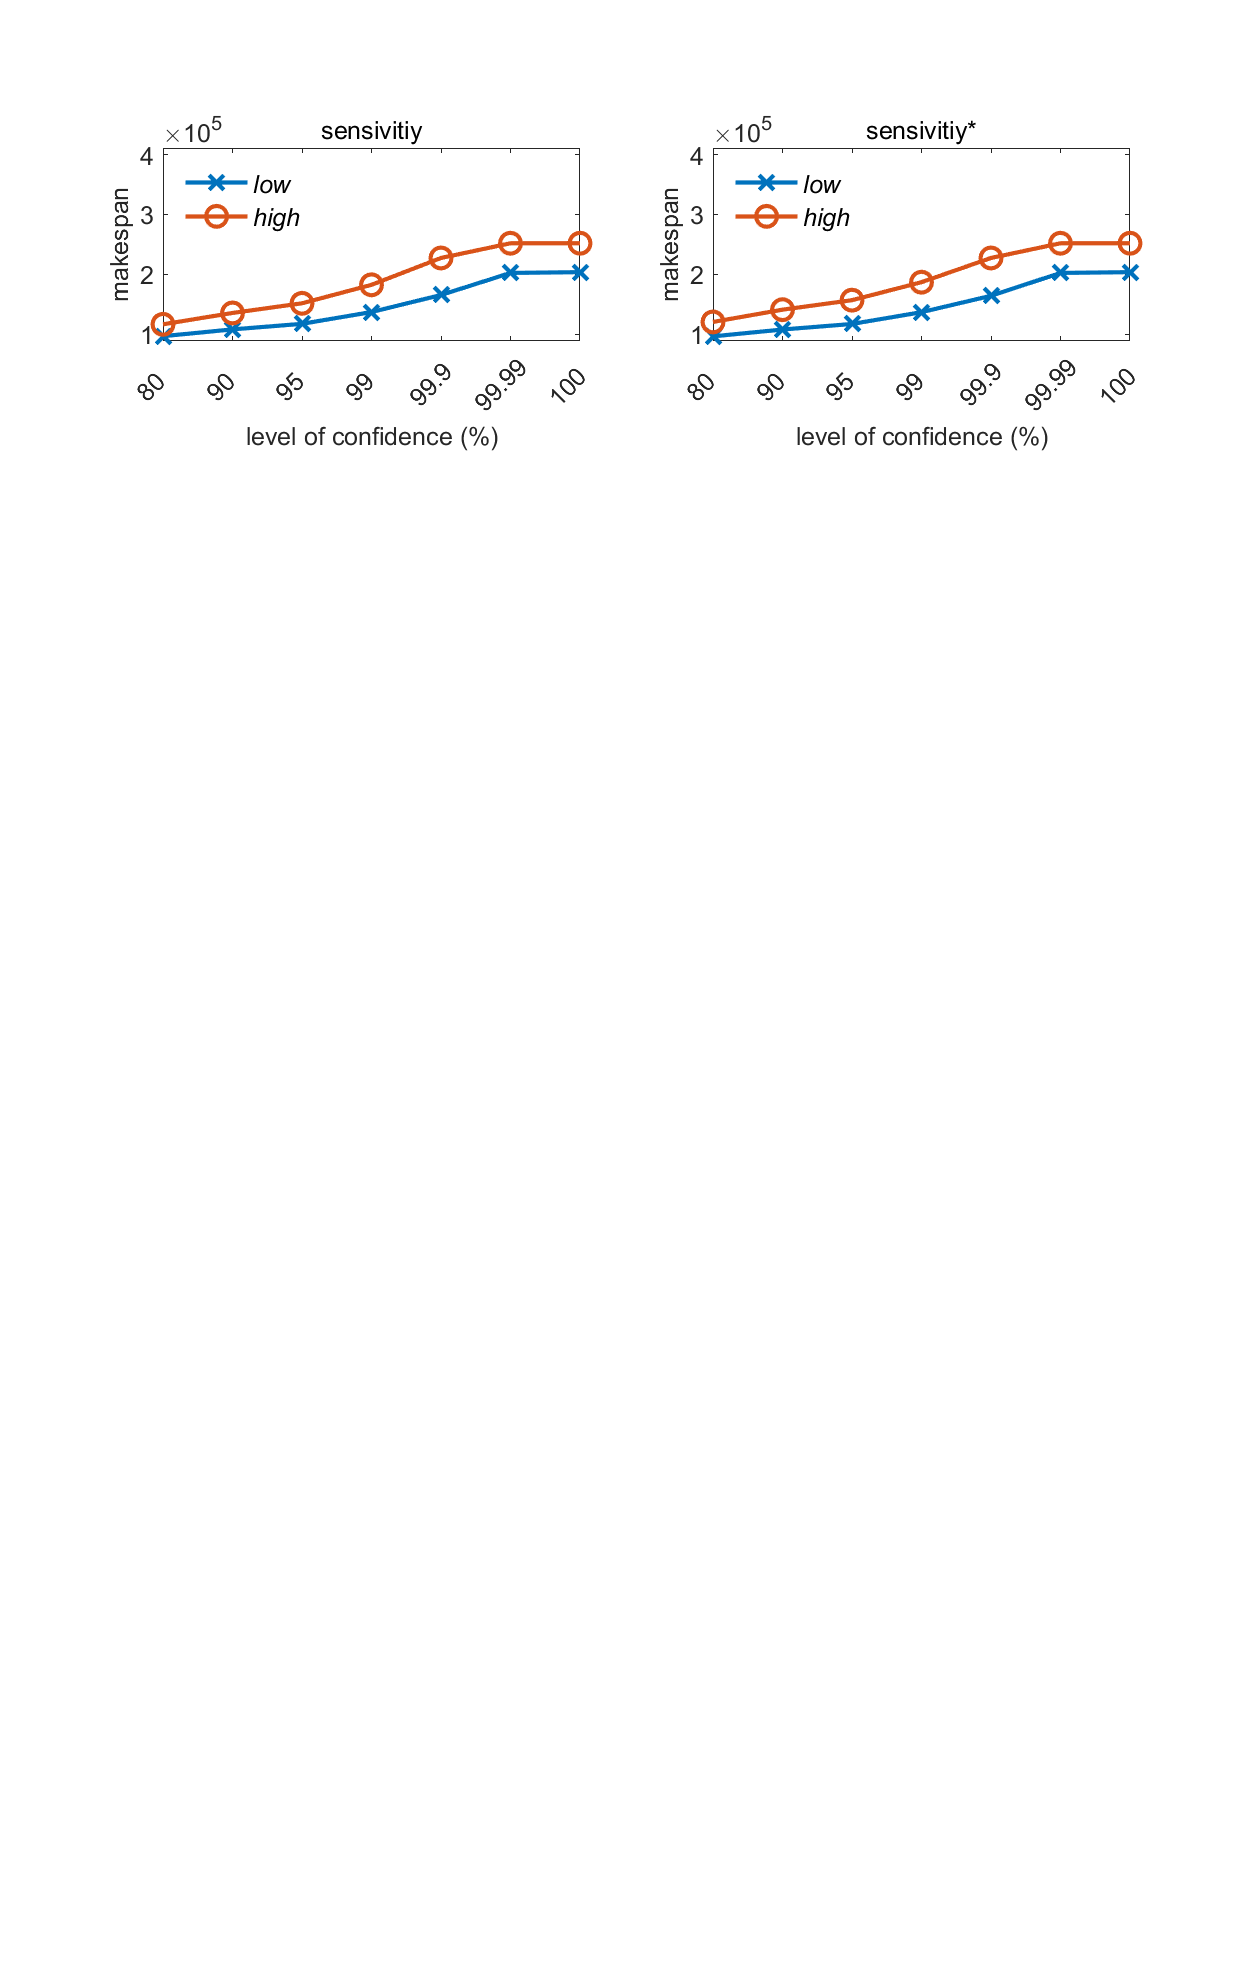 sensivitiy
×10^5
4
3
2
1
makespan
low
high
80
90
95
99
99.9
99.99
100
level of confidence (%)
sensivitiy*
×10^5
4
3
2
1
makespan
low
high
80
90
95
99
99.9
99.99
100
level of confidence (%)